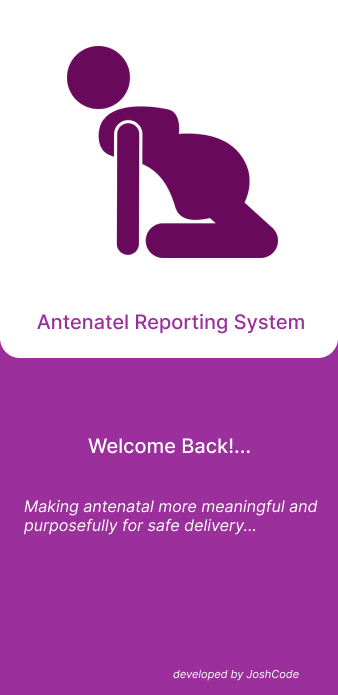 Antenatel Reporting System
Welcome Back!...
Making antenatal more meaningful and
purposefully for safe delivery...
developed by JoshCode